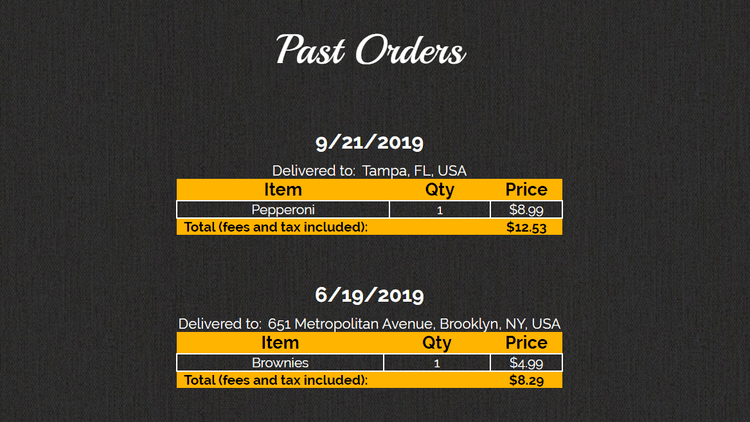 Past Orders
9/21/2019
Delivered to: Tampa, FL, USA
Item Qty Price
Pepperoni 1 $8.99
Total (fees and tax included): $12.53
6/19/2019
Delivered to: 651 Metropolitan Avenue, Brooklyn, NY, USA
Item Qty Price
Brownies 1 $4.99
Total (fees and tax included): $8.29